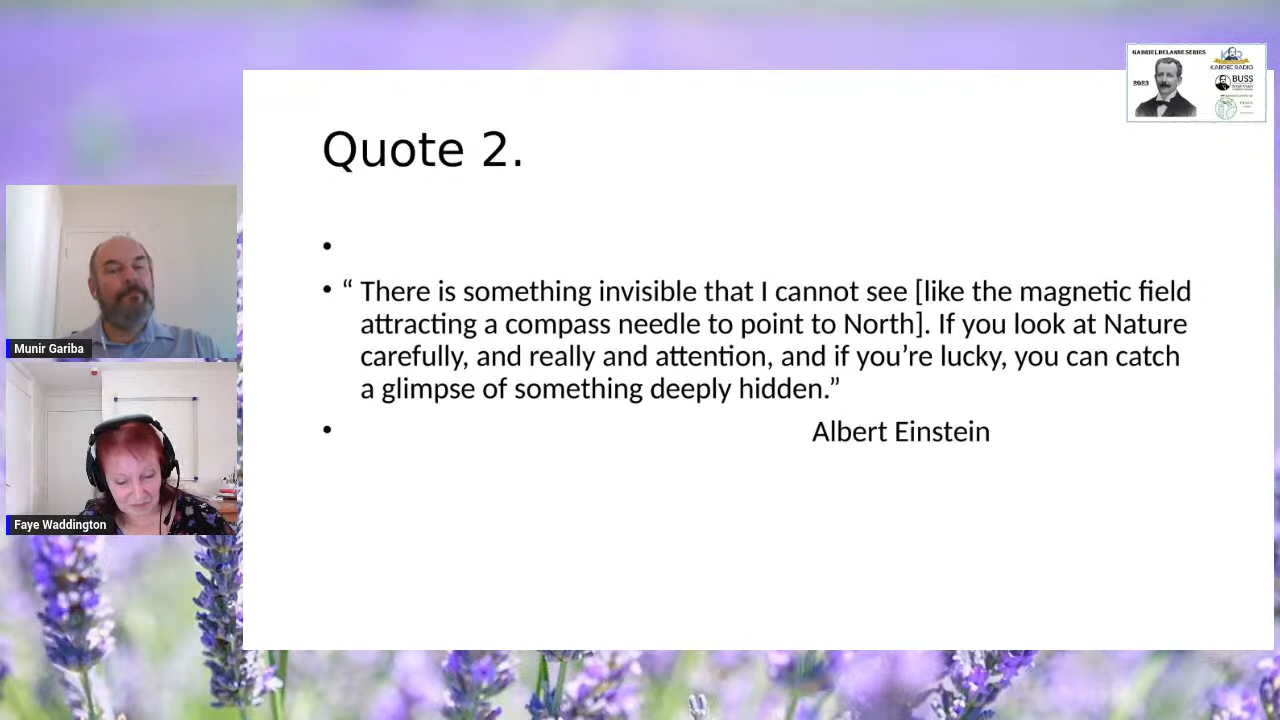 GABRIEL DELANNE SERIES
2023
KARDEC RADIO
BUSS
Quote 2.
“ There is something invisible that I cannot see [like the magnetic field
attracting a compass needle to point to North]. If you look at Nature
carefully, and really and attention, and if you’re lucky, you can catch
a glimpse of something deeply hidden.”
Albert Einstein
Munir Gariba
Faye Waddington